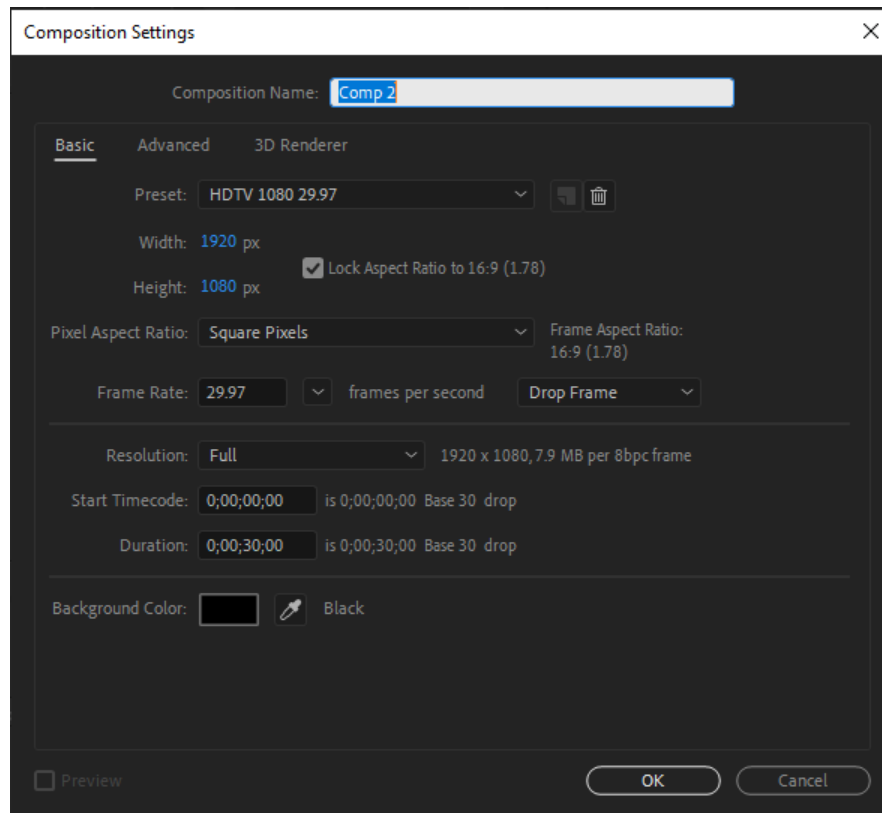 Composition Settings
Composition Name: Comp 2
Basic Advanced 3D Renderer
Preset: HDTV 1080 29.97
Width: 1920 px
Lock Aspect Ratio to 16:9 (1.78)
Height: 1080 px
Pixel Aspect Ratio: Square Pixels
Frame Aspect Ratio:
16:9 (1.78)
Frame Rate: 29.97 frames per second Drop Frame
Resolution: Full 1920 x 1080, 7.9 MB per 8bpc frame
Start Timecode: 0;00;00;00 is 0;00;00;00 Base 30 drop
Duration: 0;00;30;00 is 0;00;30;00 Base 30 drop
Background Color: Black
Preview OK Cancel